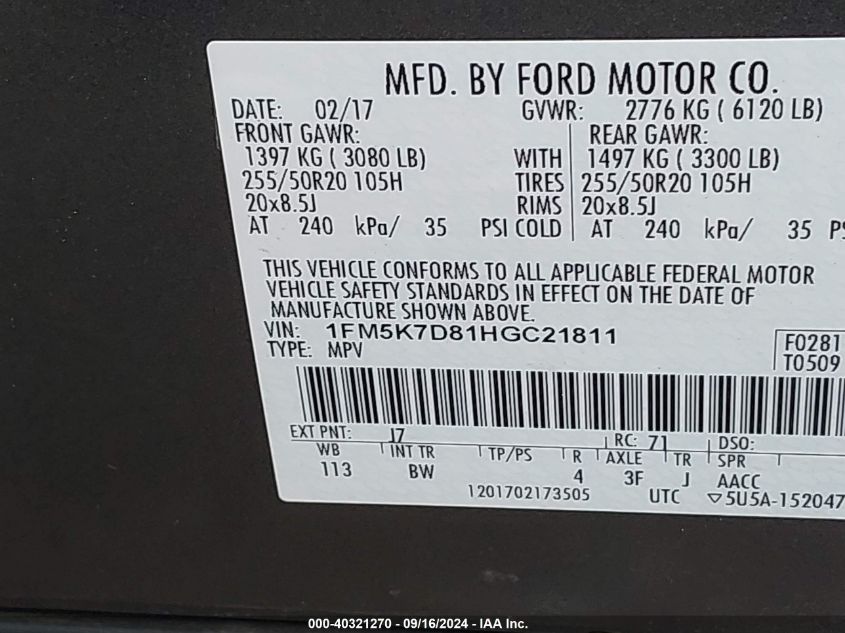 MFD. BY FORD MOTOR CO.
DATE: 02/17 GVWR: 2776 KG ( 6120 LB)
FRONT GAWR: REAR GAWR:
1397 KG ( 3080 LB) WITH 1497 KG ( 3300 LB)
255/50R20 105H TIRES 255/50R20 105H
20x8.5J RIMS 20x8.5J
AT 240 kPa/ 35 PSI COLD AT 240 kPa/ 35 PS
THIS VEHICLE CONFORMS TO ALL APPLICABLE FEDERAL MOTOR
VEHICLE SAFETY STANDARDS IN EFFECT ON THE DATE OF
MANUFACTURE SHOWN ABOVE.
VIN: 1FM5K7D81HGC21811
TYPE: MPV
F0281
T0509
EXT PNT: J7 RC: 71 DSO:
WB INT TR TP/PS R AXLE TR SPR
113 BW 4 3F J AACC
1201702173505 UTC ▽5U5A-152047
000-40321270 - 09/16/2024 - IAA Inc.